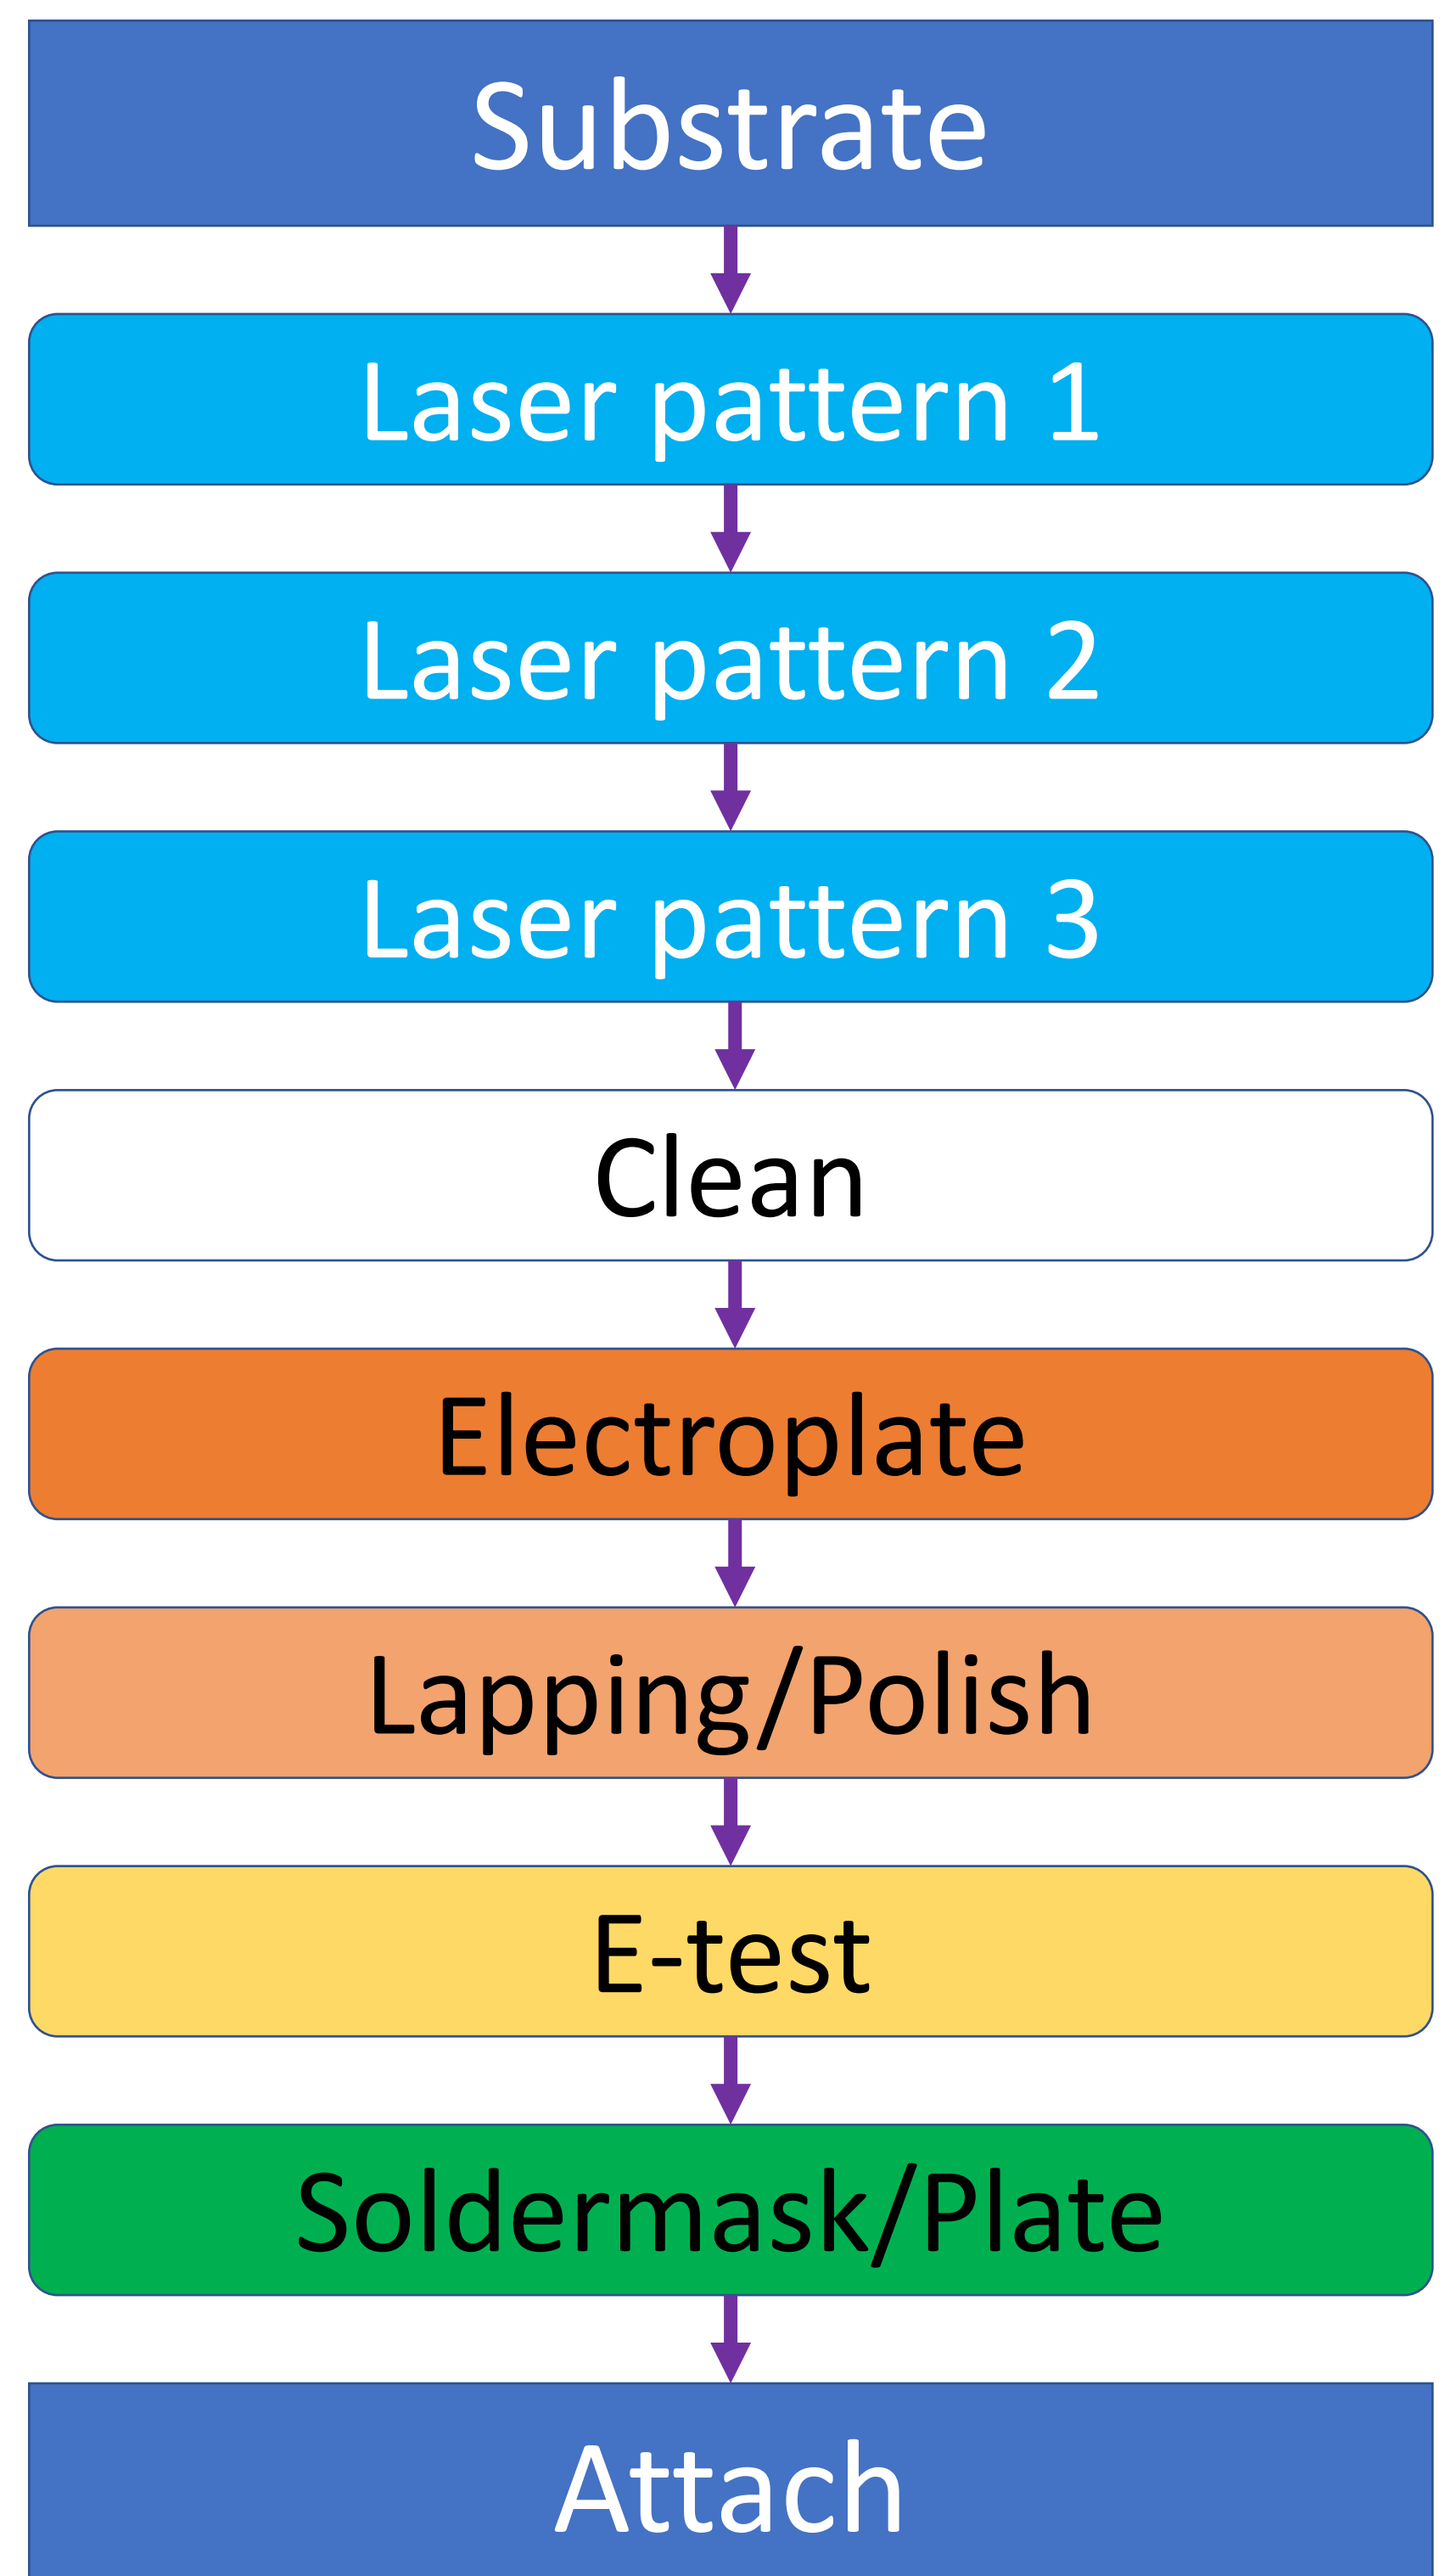 Substrate
Laser pattern 1
Laser pattern 2
Laser pattern 3
Clean
Electroplate
Lapping/Polish
E-test
Soldermask/Plate
Attach